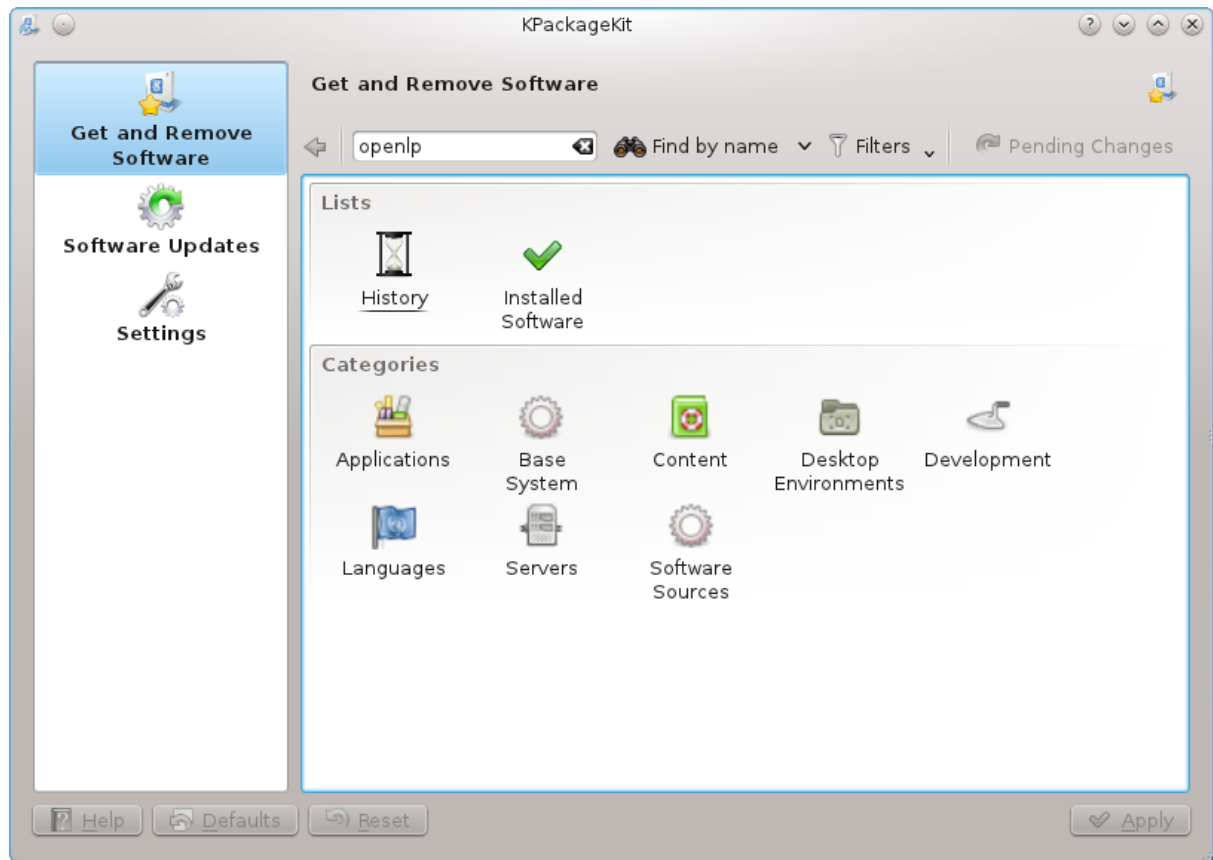 KPackageKit
Get and Remove
Software
Software Updates
Settings
Get and Remove Software
openlp
Find by name
Filters
Pending Changes
Lists
History
Installed
Software
Categories
Applications
Base
System
Content
Desktop
Environments
Development
Languages
Servers
Software
Sources
Help
Defaults
Reset
Apply